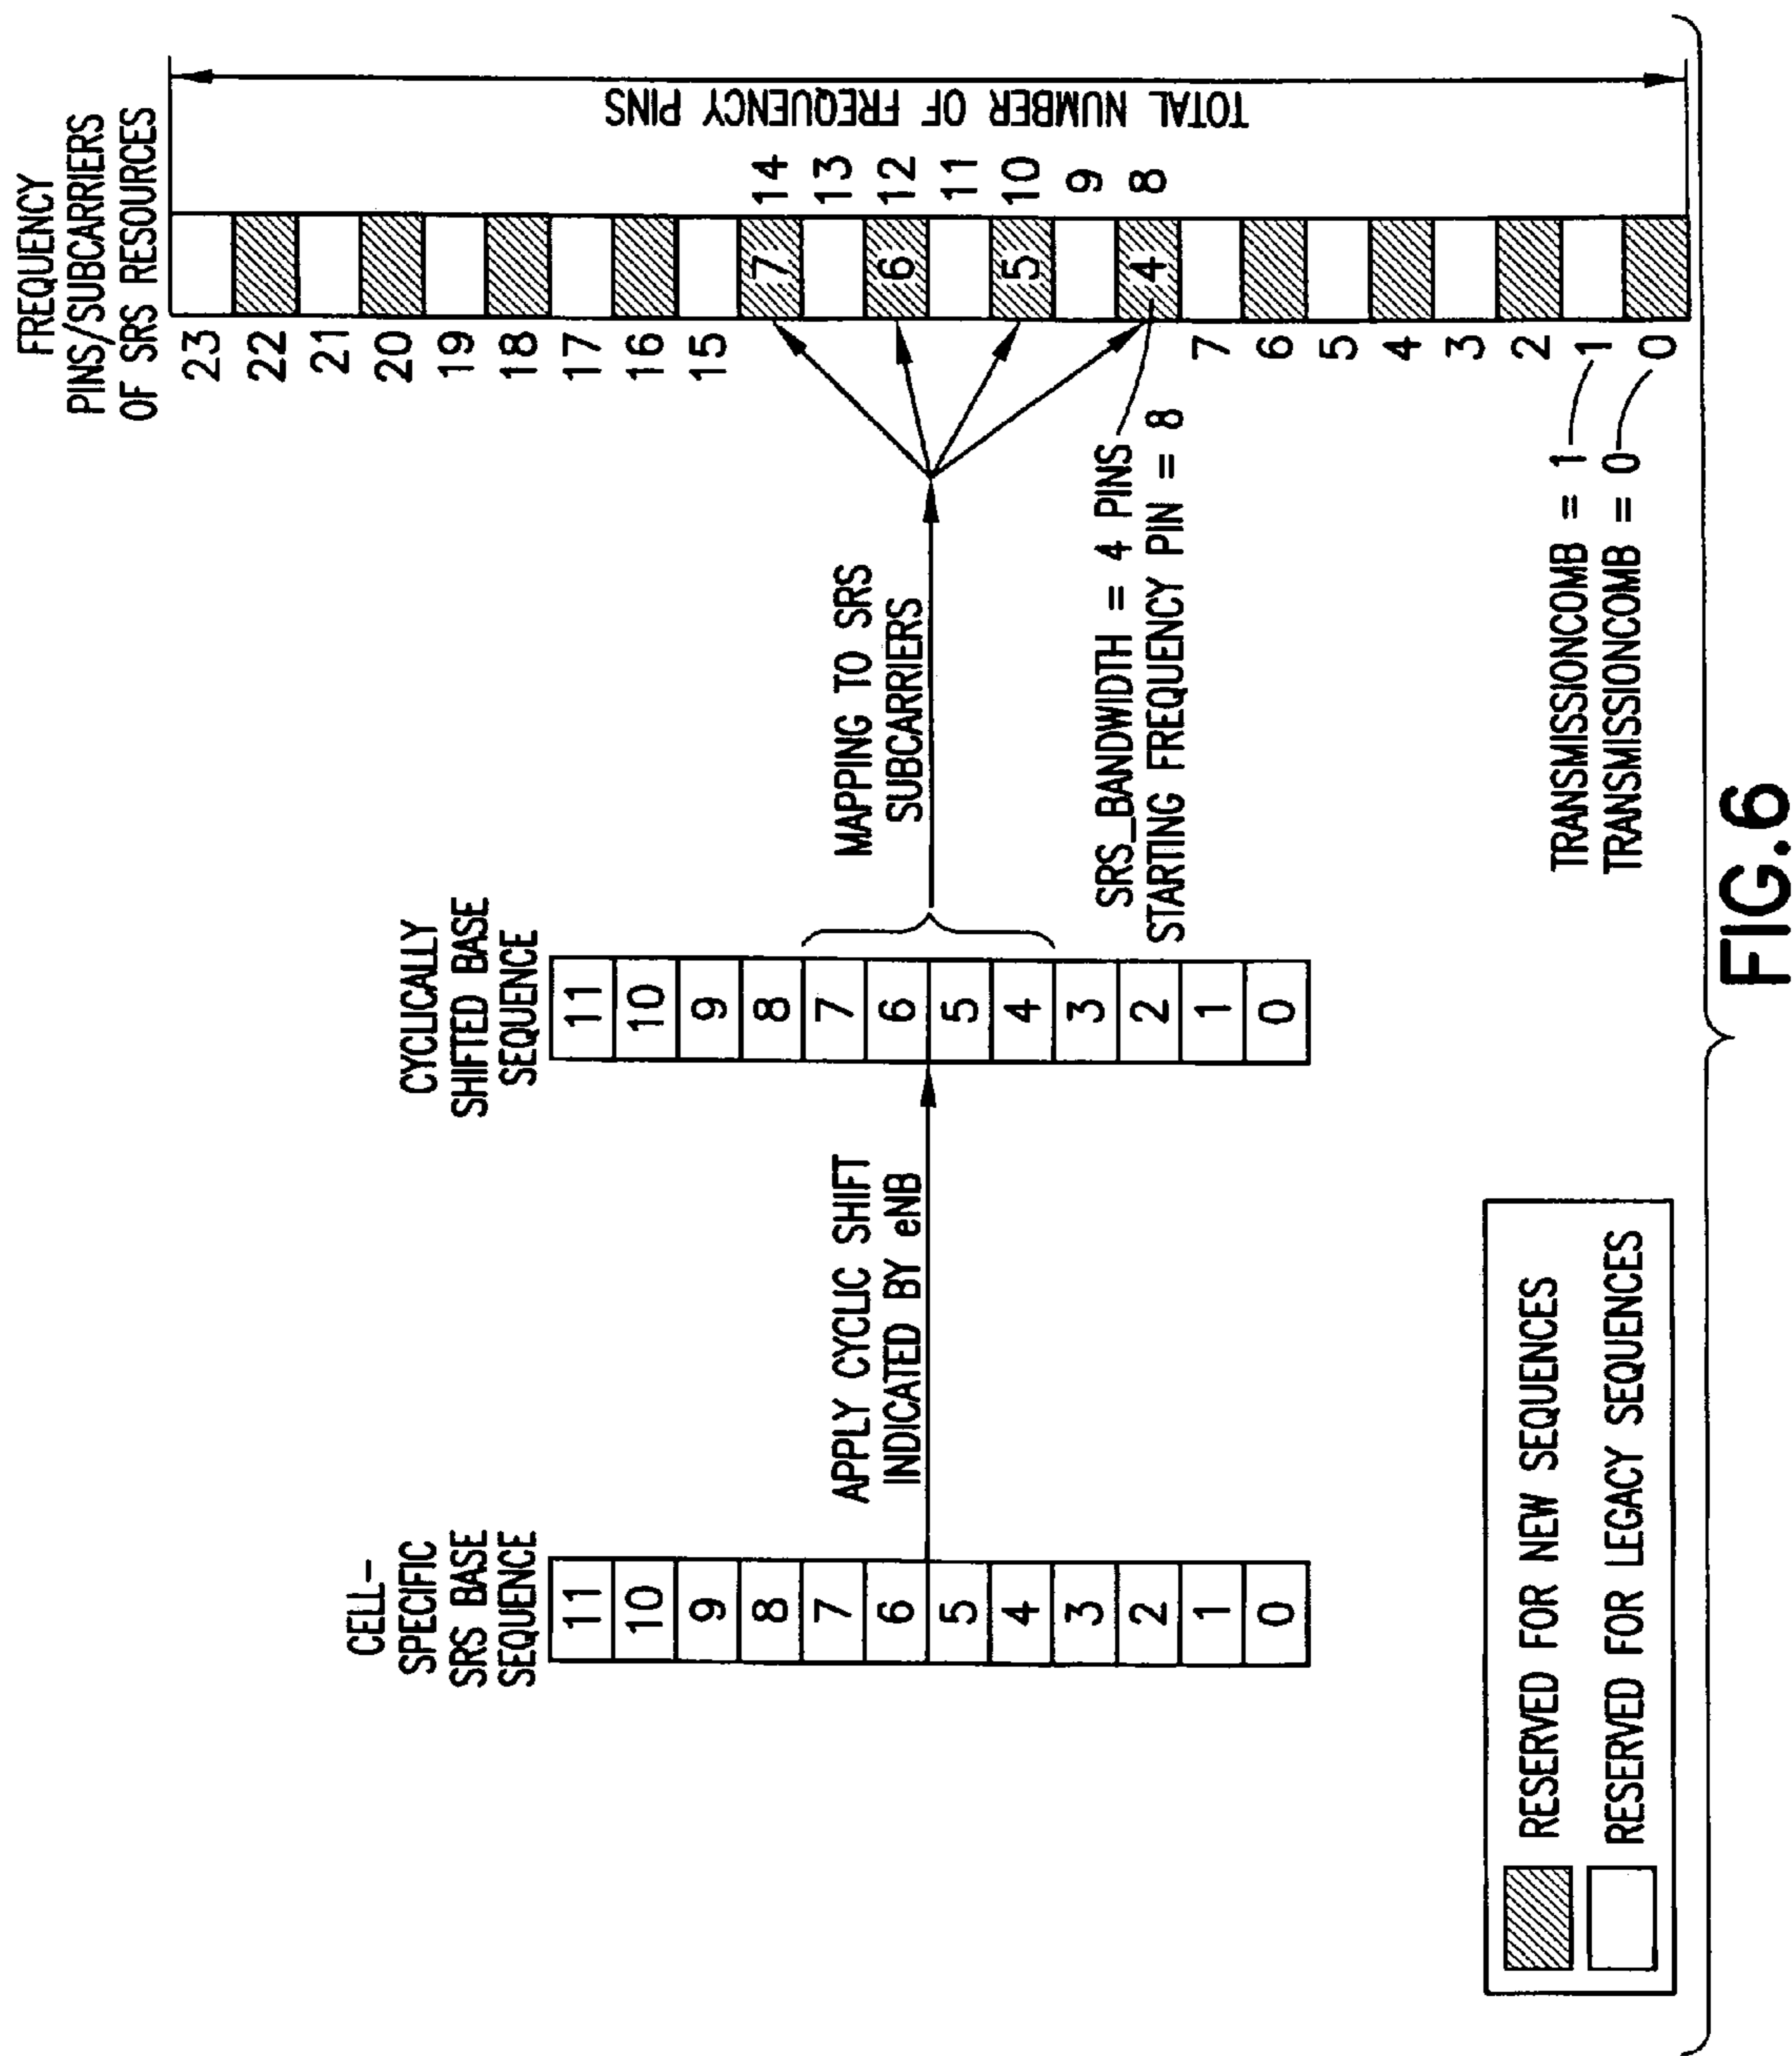 CELL-
SPECIFIC
SRS BASE
SEQUENCE
11
10
9
8
7
6
5
4
3
2
1
0
APPLY CYCLIC SHIFT
INDICATED BY eNB
CYCLICALLY
SHIFTED BASE
SEQUENCE
11
10
9
8
7
6
5
4
3
2
1
0
MAPPING TO SRS
SUBCARRIERS
SRS_BANDWIDTH = 4 PINS
STARTING FREQUENCY PIN = 8
TRANSMISSIONCOMB = 1
TRANSMISSIONCOMB = 0
FREQUENCY
PINS/SUBCARRIERS
OF SRS RESOURCES
23
22
21
20
19
18
17
16
15
7 14
13
6 12
11
5 10
9
4 8
7
6
5
4
3
2
1
0
TOTAL NUMBER OF FREQUENCY PINS
RESERVED FOR NEW SEQUENCES
RESERVED FOR LEGACY SEQUENCES
FIG.6